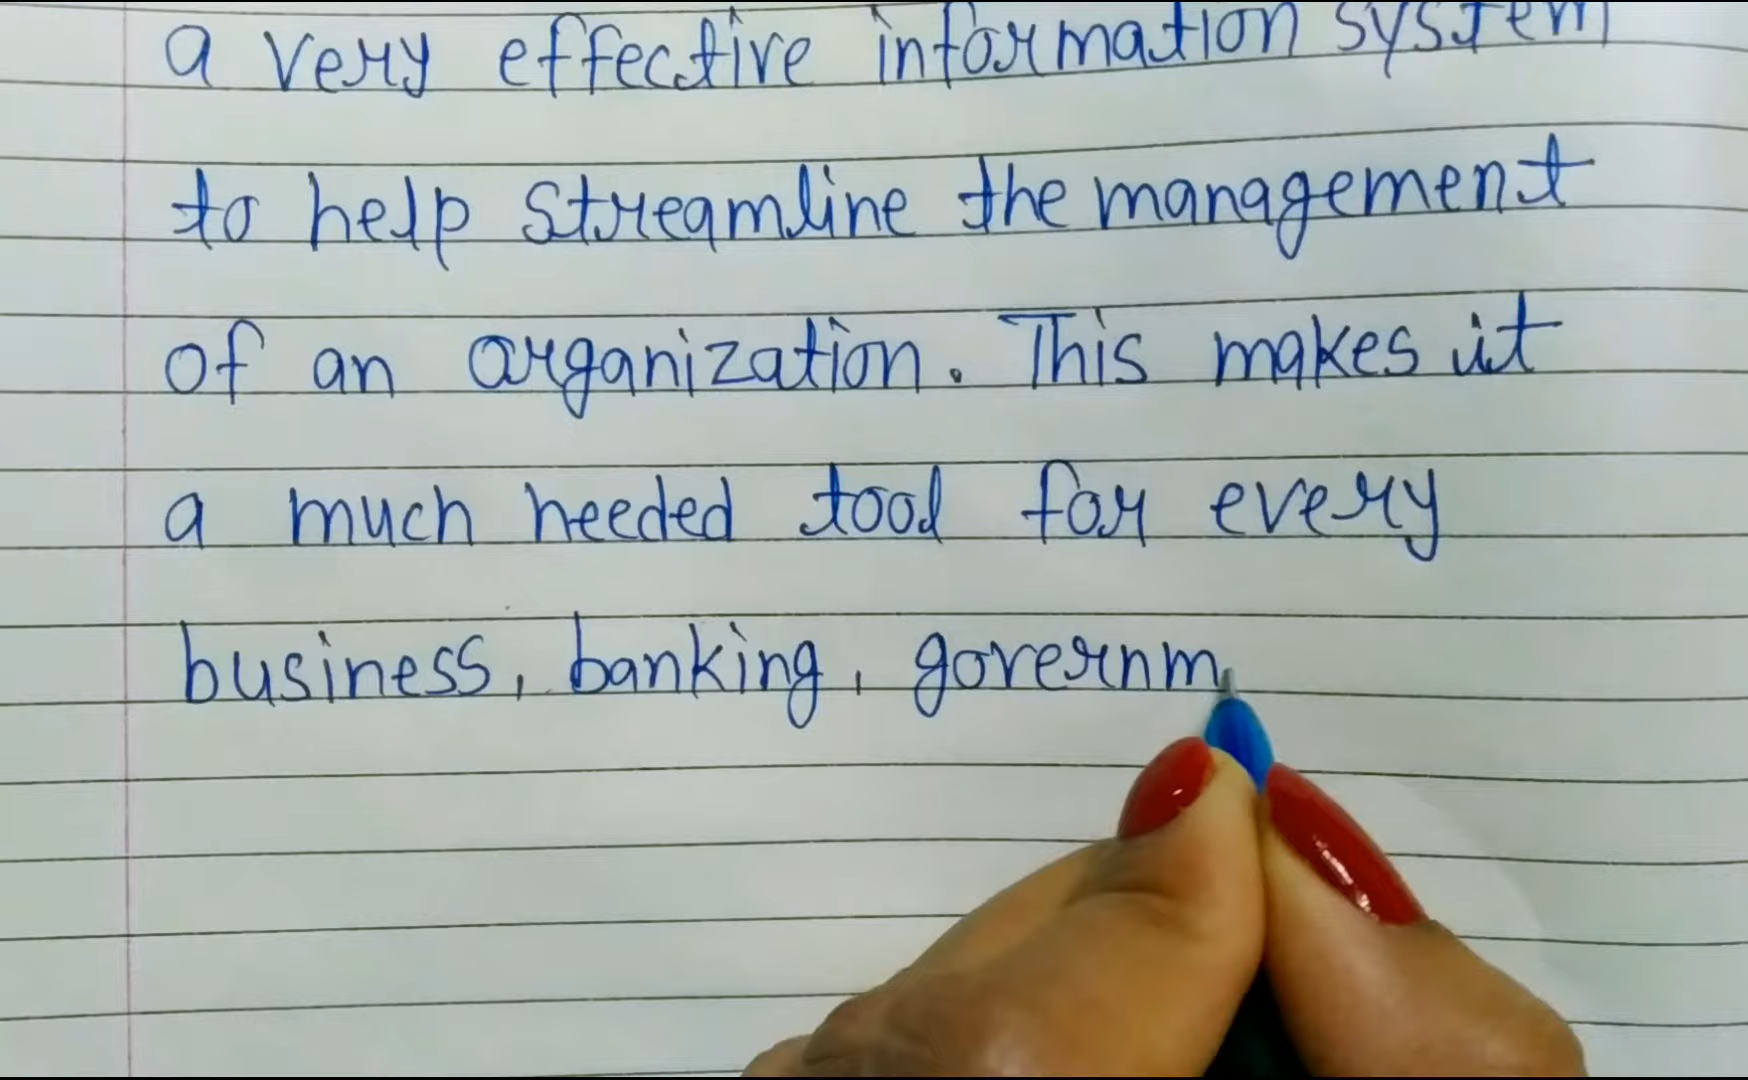 a very effective information system
to help streamline the management
of an organization. This makes it
a much needed tool for every
business, banking, governm